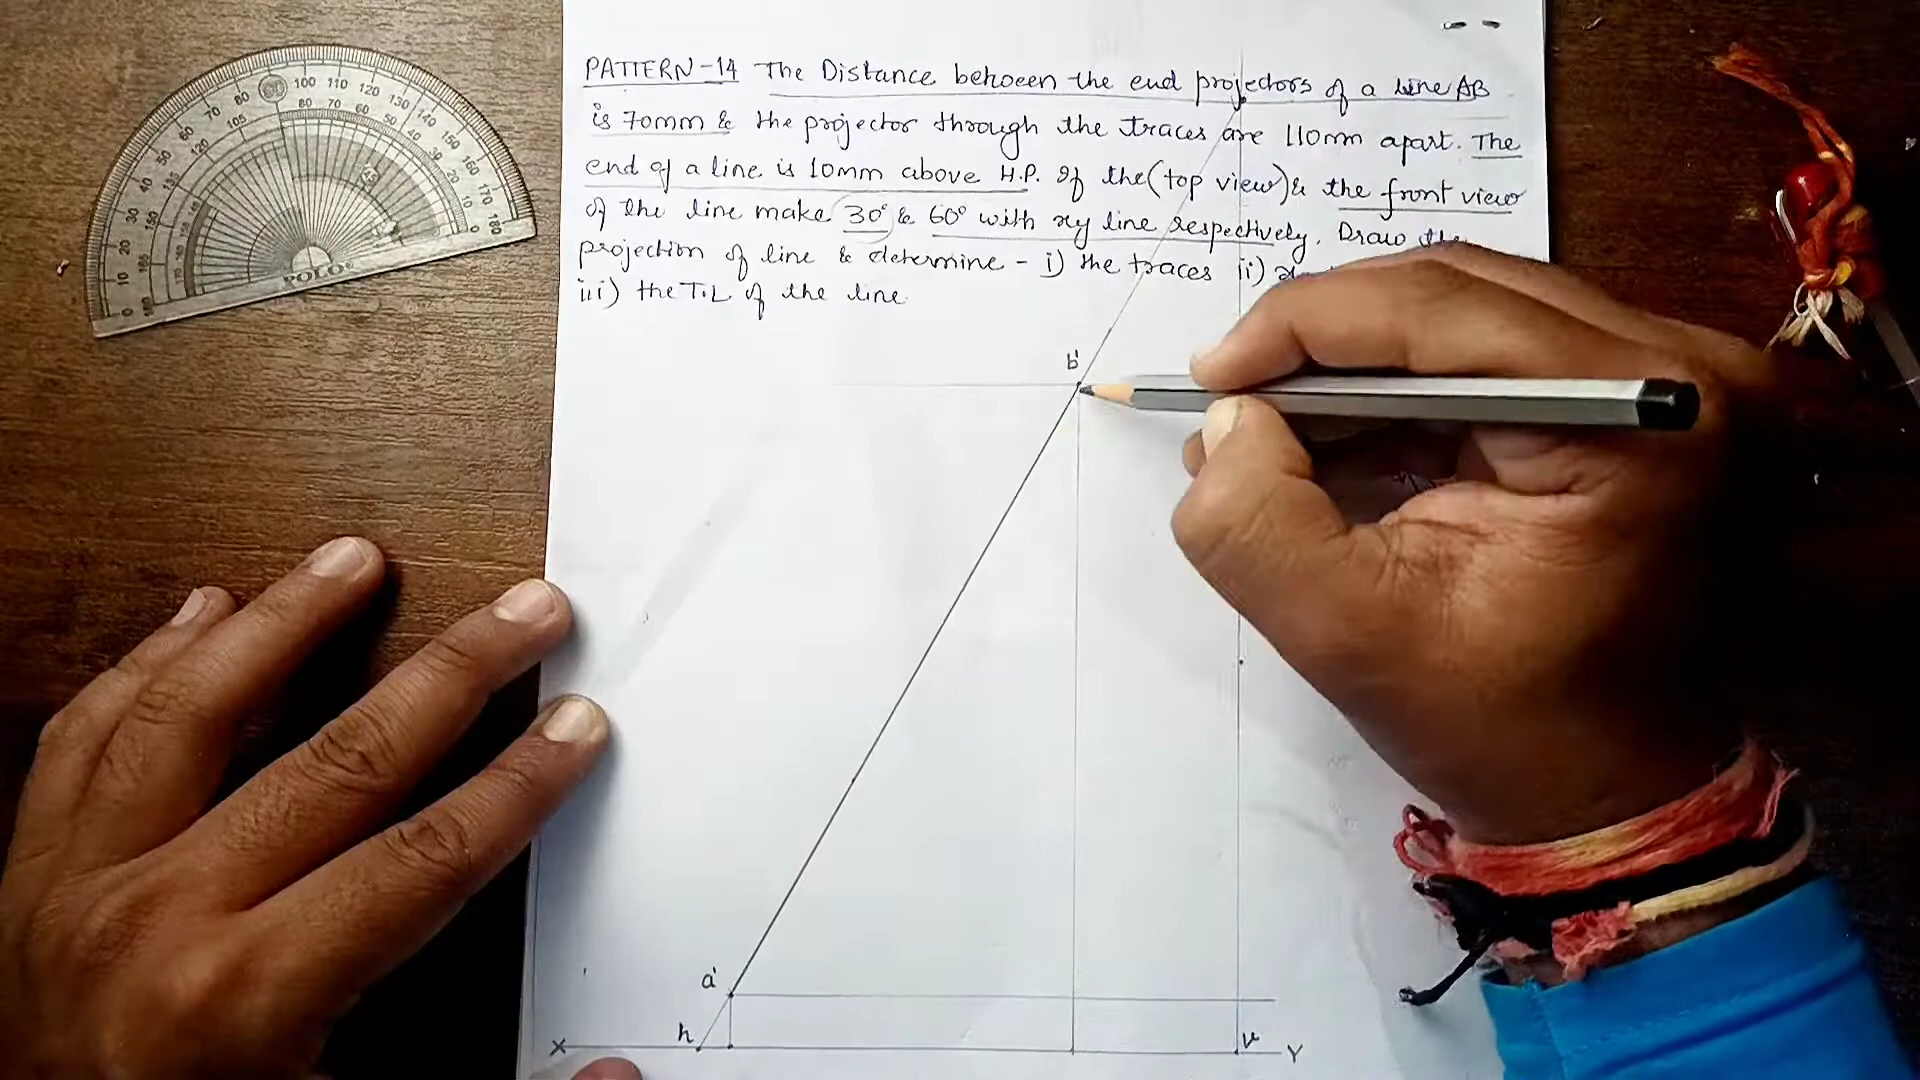 PATTERN-14 The Distance between the end projectors of a line AB
is 70mm & the projector through the traces are 110mm apart. The
end of a line is 10mm above H.P. If the (top view) & the front view
of the line make 30° & 60° with xy line respectively. Draw the
projection of line & determine - i) the traces ii)
iii) the T.L of the line.
b'
a'
h
v
X
Y
POLO